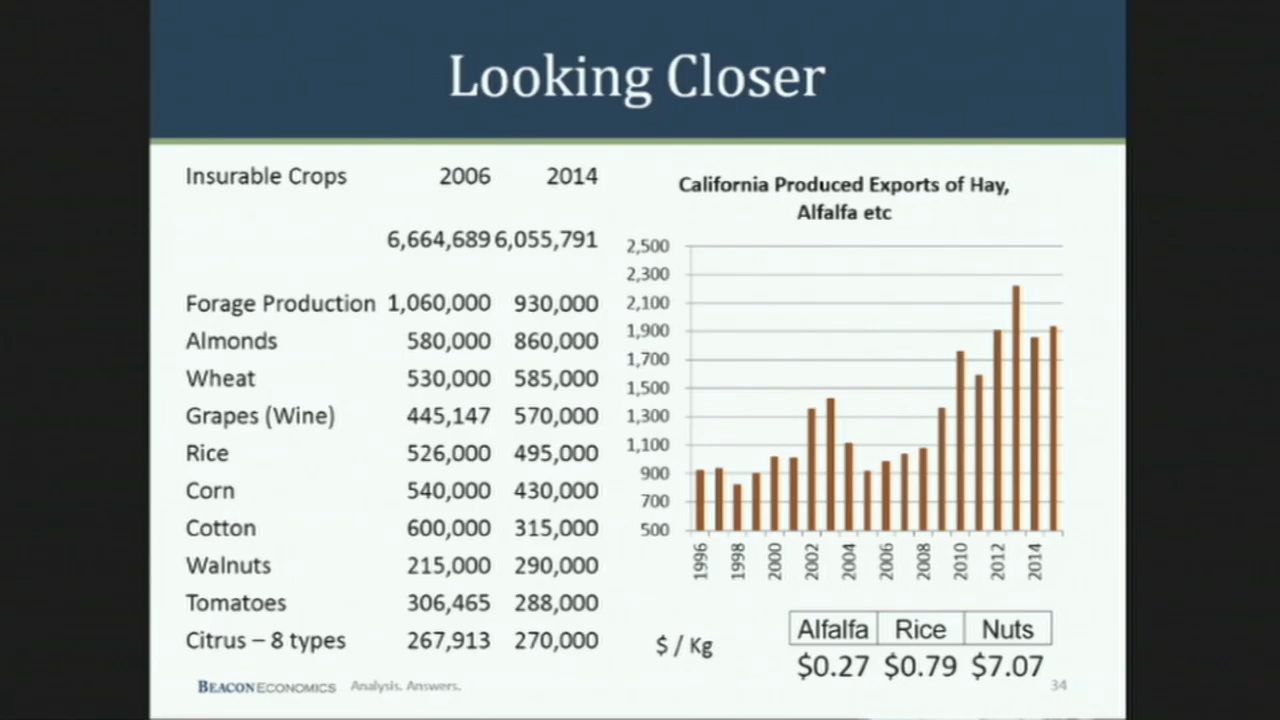 Looking Closer
Insurable Crops 2006 2014
6,664,689 6,055,791
Forage Production 1,060,000 930,000
Almonds 580,000 860,000
Wheat 530,000 585,000
Grapes (Wine) 445,147 570,000
Rice 526,000 495,000
Corn 540,000 430,000
Cotton 600,000 315,000
Walnuts 215,000 290,000
Tomatoes 306,465 288,000
Citrus – 8 types 267,913 270,000
California Produced Exports of Hay,
Alfalfa etc
2,500
2,300
2,100
1,900
1,700
1,500
1,300
1,100
900
700
500
1996 1998 2000 2002 2004 2006 2008 2010 2012 2014
Alfalfa Rice Nuts
$ / Kg
$0.27 $0.79 $7.07
BEACON ECONOMICS Analysis. Answers.
34